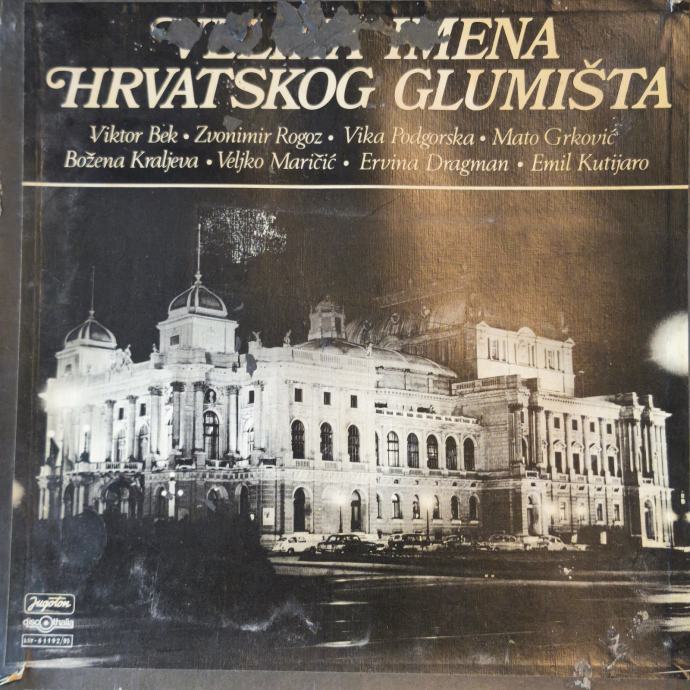 VELIKA IMENA
HRVATSKOG GLUMIŠTA
Viktor Bek • Zvonimir Rogoz • Vika Podgorska • Mato Grković
Božena Kraljeva • Veljko Maričić • Ervina Dragman • Emil Kutijaro
Jugoton
discothalia